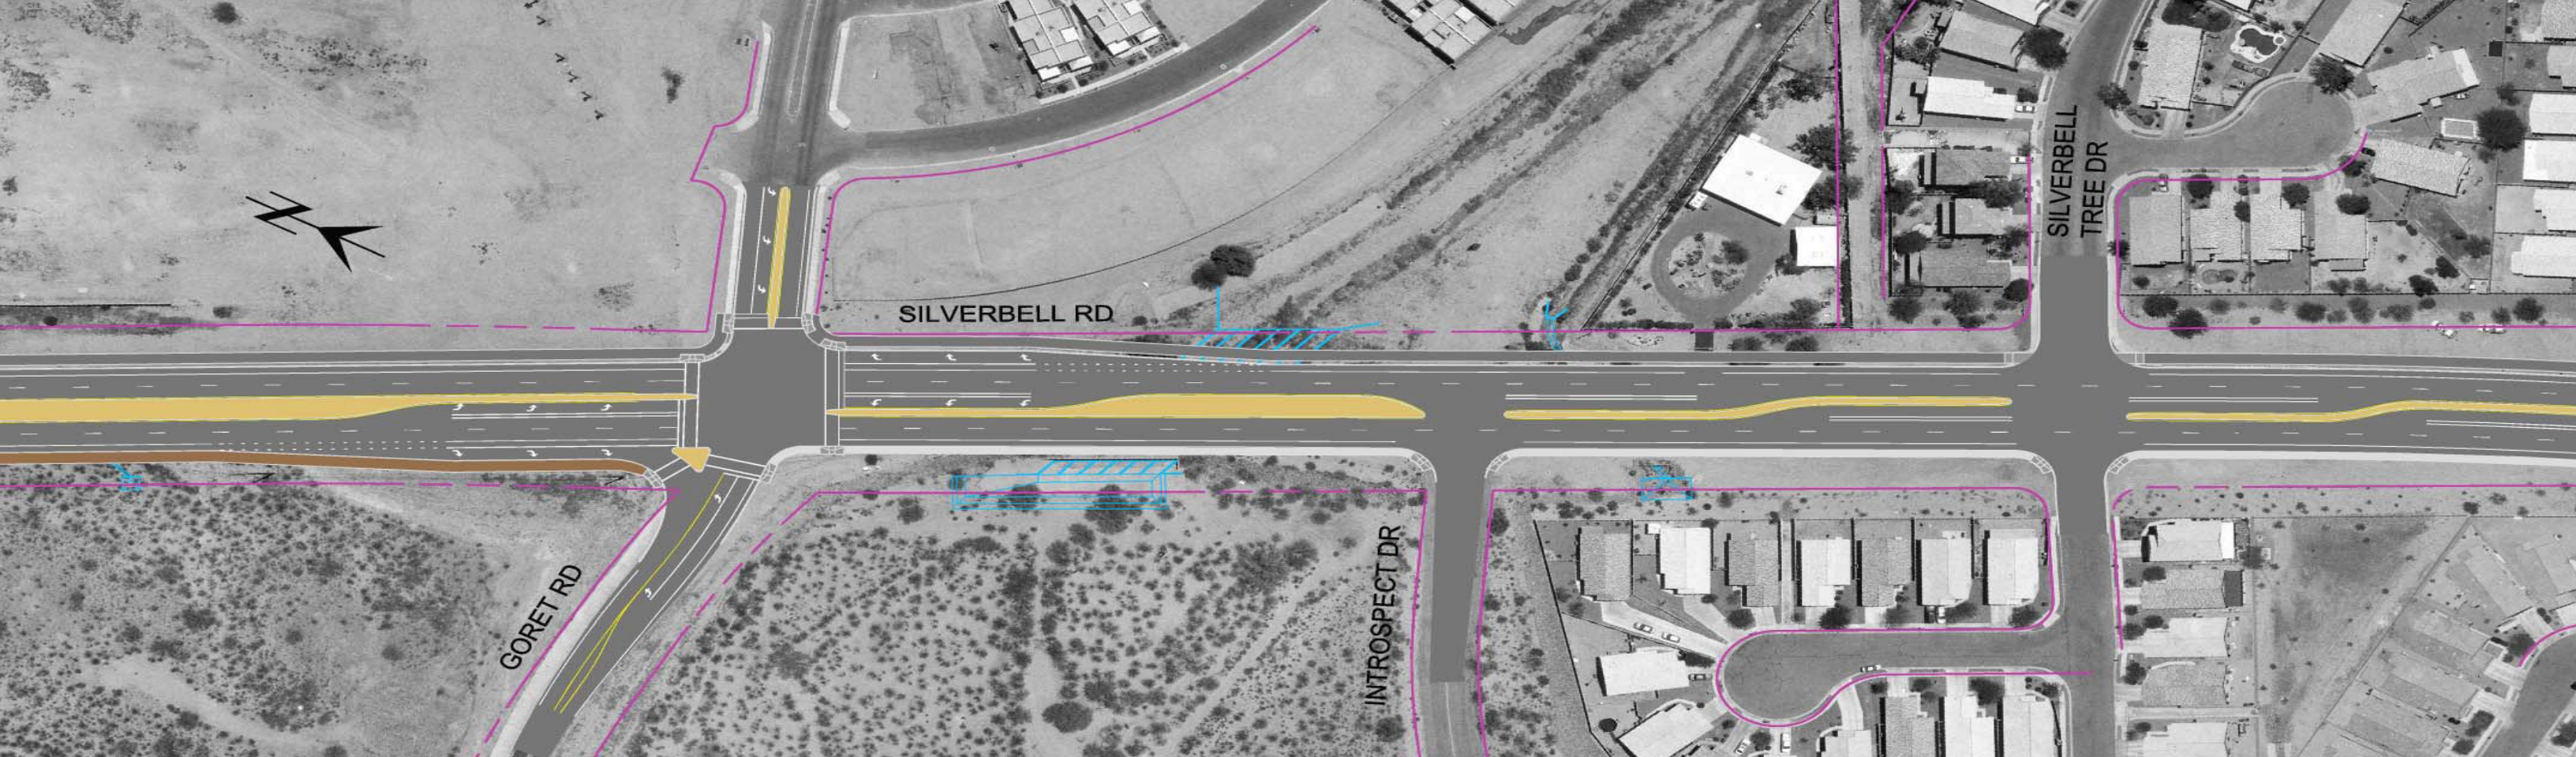 SILVERBELL
TREE DR
SILVERBELL RD
GORET RD
INTROSPECT DR
N